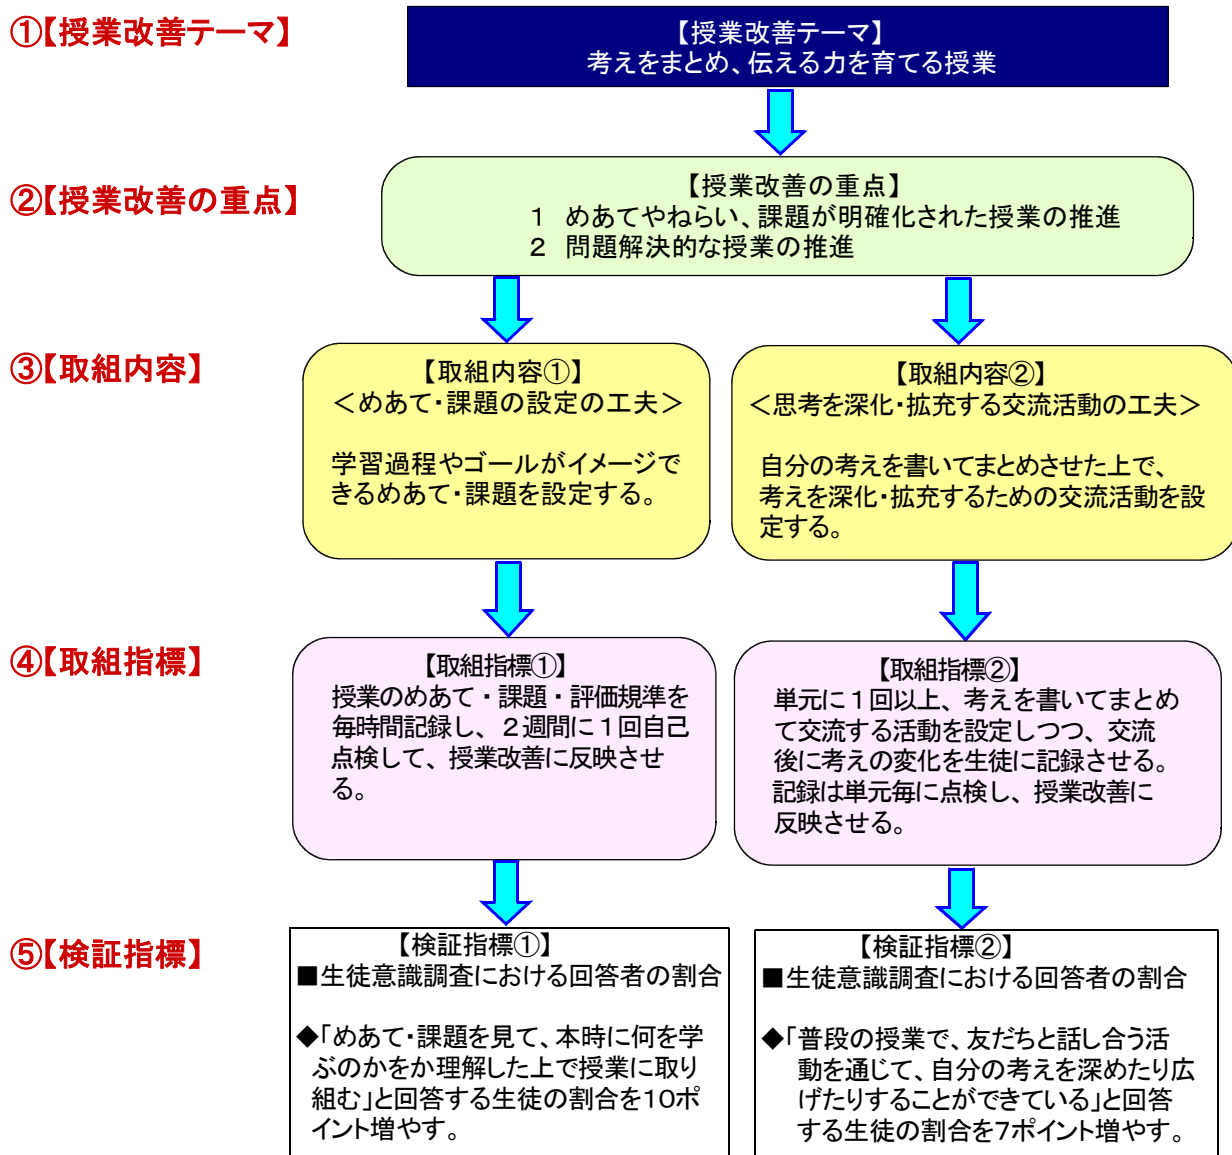 ①【授業改善テーマ】
【授業改善テーマ】
考えをまとめ、伝える力を育てる授業
②【授業改善の重点】
【授業改善の重点】
１　めあてやねらい、課題が明確化された授業の推進
２　問題解決的な授業の推進
③【取組内容】
【取組内容①】
＜めあて・課題の設定の工夫＞
学習過程やゴールがイメージで
きるめあて・課題を設定する。
【取組内容②】
＜思考を深化・拡充する交流活動の工夫＞
自分の考えを書いてまとめさせた上で、
考えを深化・拡充するための交流活動を設
定する。
④【取組指標】
【取組指標①】
授業のめあて・課題・評価規準を
毎時間記録し、２週間に１回自己
点検して、授業改善に反映させ
る。
【取組指標②】
単元に１回以上、考えを書いてまとめ
て交流する活動を設定しつつ、交流
後に考えの変化を生徒に記録させる。
記録は単元毎に点検し、授業改善に
反映させる。
⑤【検証指標】
【検証指標①】
■生徒意識調査における回答者の割合
◆「めあて・課題を見て、本時に何を学
ぶのかをか理解した上で授業に取り
組む」と回答する生徒の割合を10ポ
イント増やす。
【検証指標②】
■生徒意識調査における回答者の割合
◆「普段の授業で、友だちと話し合う活
動を通じて、自分の考えを深めたり広
げたりすることができている」と回答
する生徒の割合を7ポイント増やす。